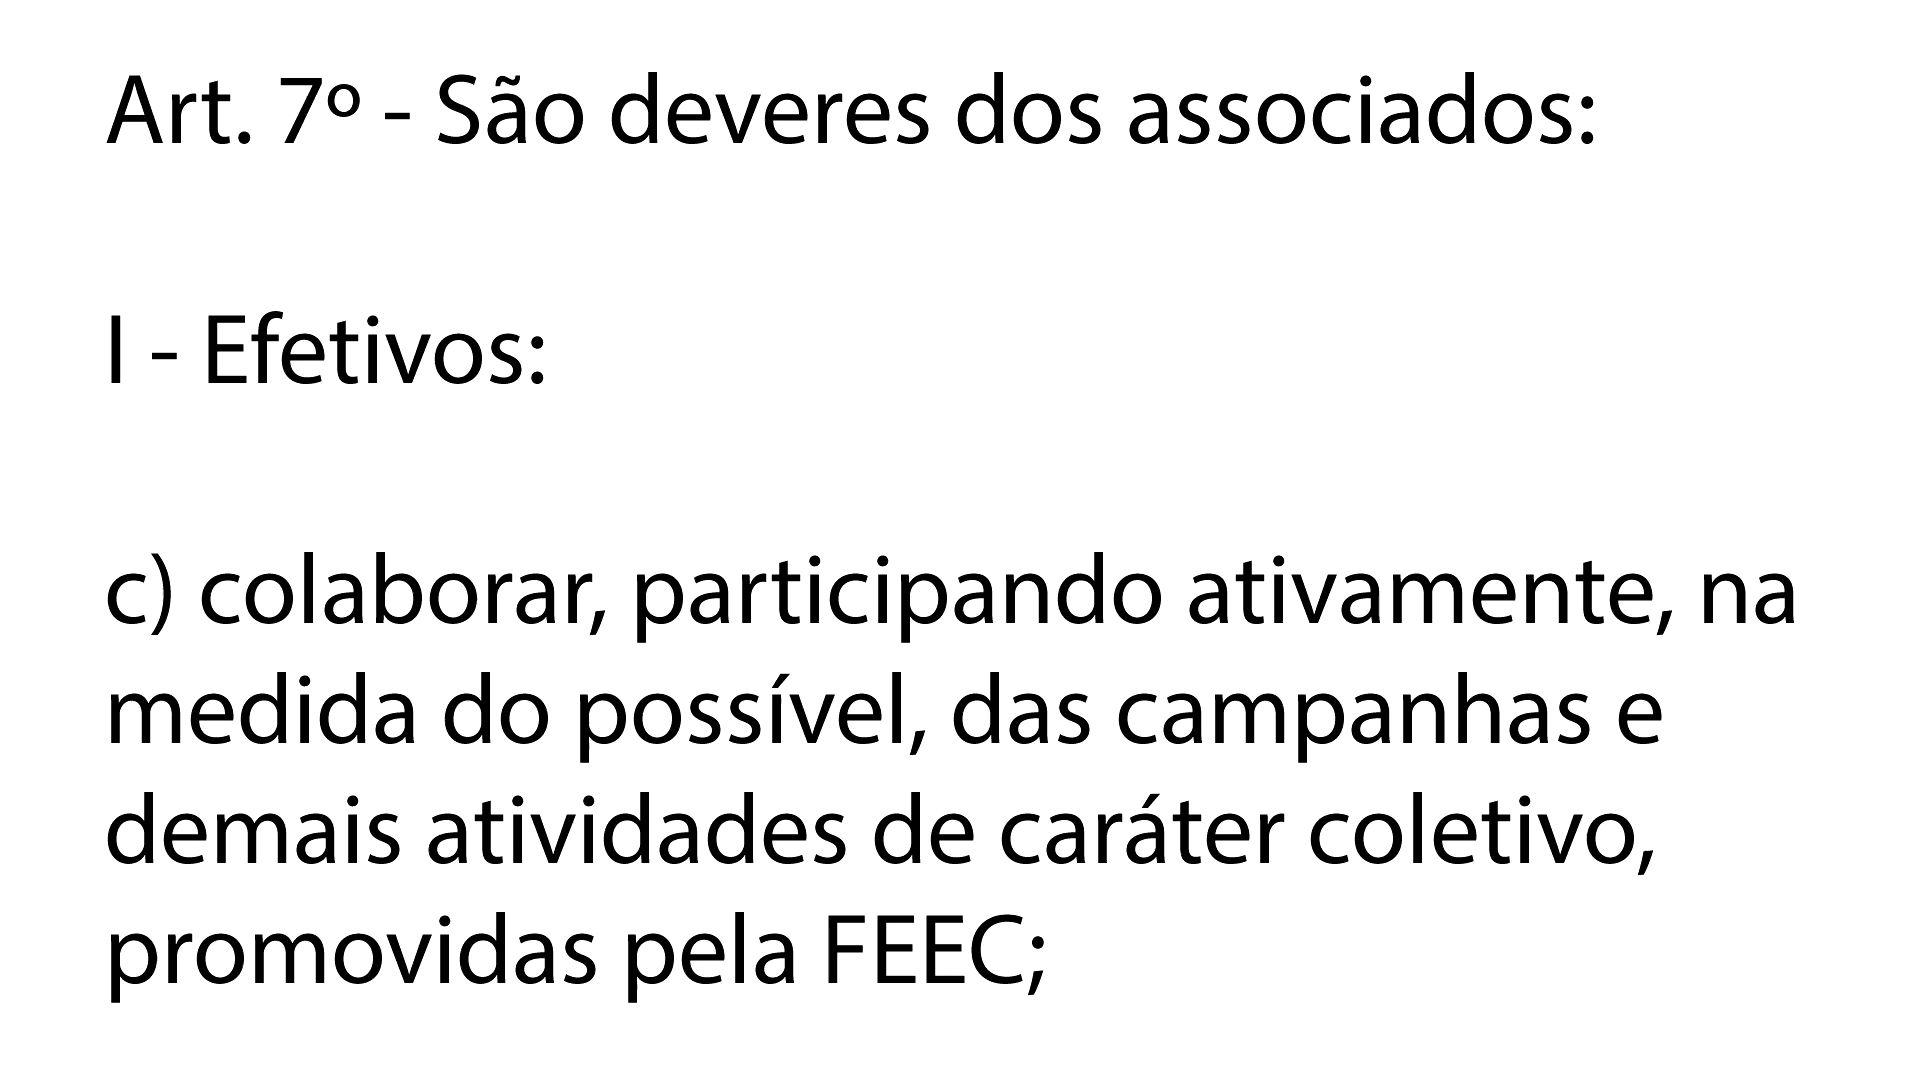 Art. 7º - São deveres dos associados:
I - Efetivos:
c) colaborar, participando ativamente, na
medida do possível, das campanhas e
demais atividades de caráter coletivo,
promovidas pela FEEC;